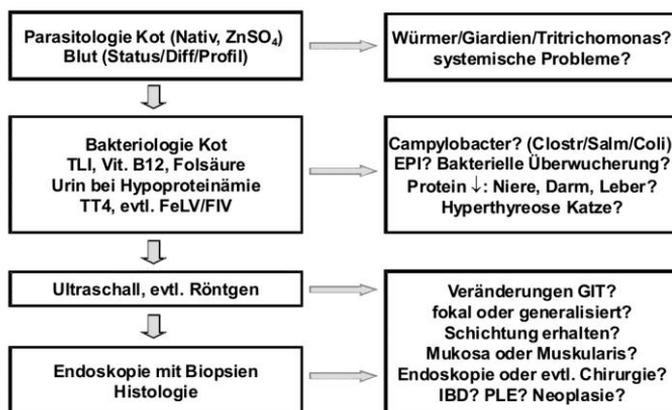 Parasitologie Kot (Nativ, ZnSO₄)
Blut (Status/Diff/Profil)
Würmer/Giardien/Tritrichomonas?
systemische Probleme?
Bakteriologie Kot
TLI, Vit. B12, Folsäure
Urin bei Hypoproteinämie
TT4, evtl. FeLV/FIV
Campylobacter? (Clostr/Salm/Coli)
EPI? Bakterielle Überwucherung?
Protein ↓: Niere, Darm, Leber?
Hyperthyreose Katze?
Ultraschall, evtl. Röntgen
Endoskopie mit Biopsien
Histologie
Veränderungen GIT?
fokal oder generalisiert?
Schichtung erhalten?
Mukosa oder Muskularis?
Endoskopie oder evtl. Chirurgie?
IBD? PLE? Neoplasie?